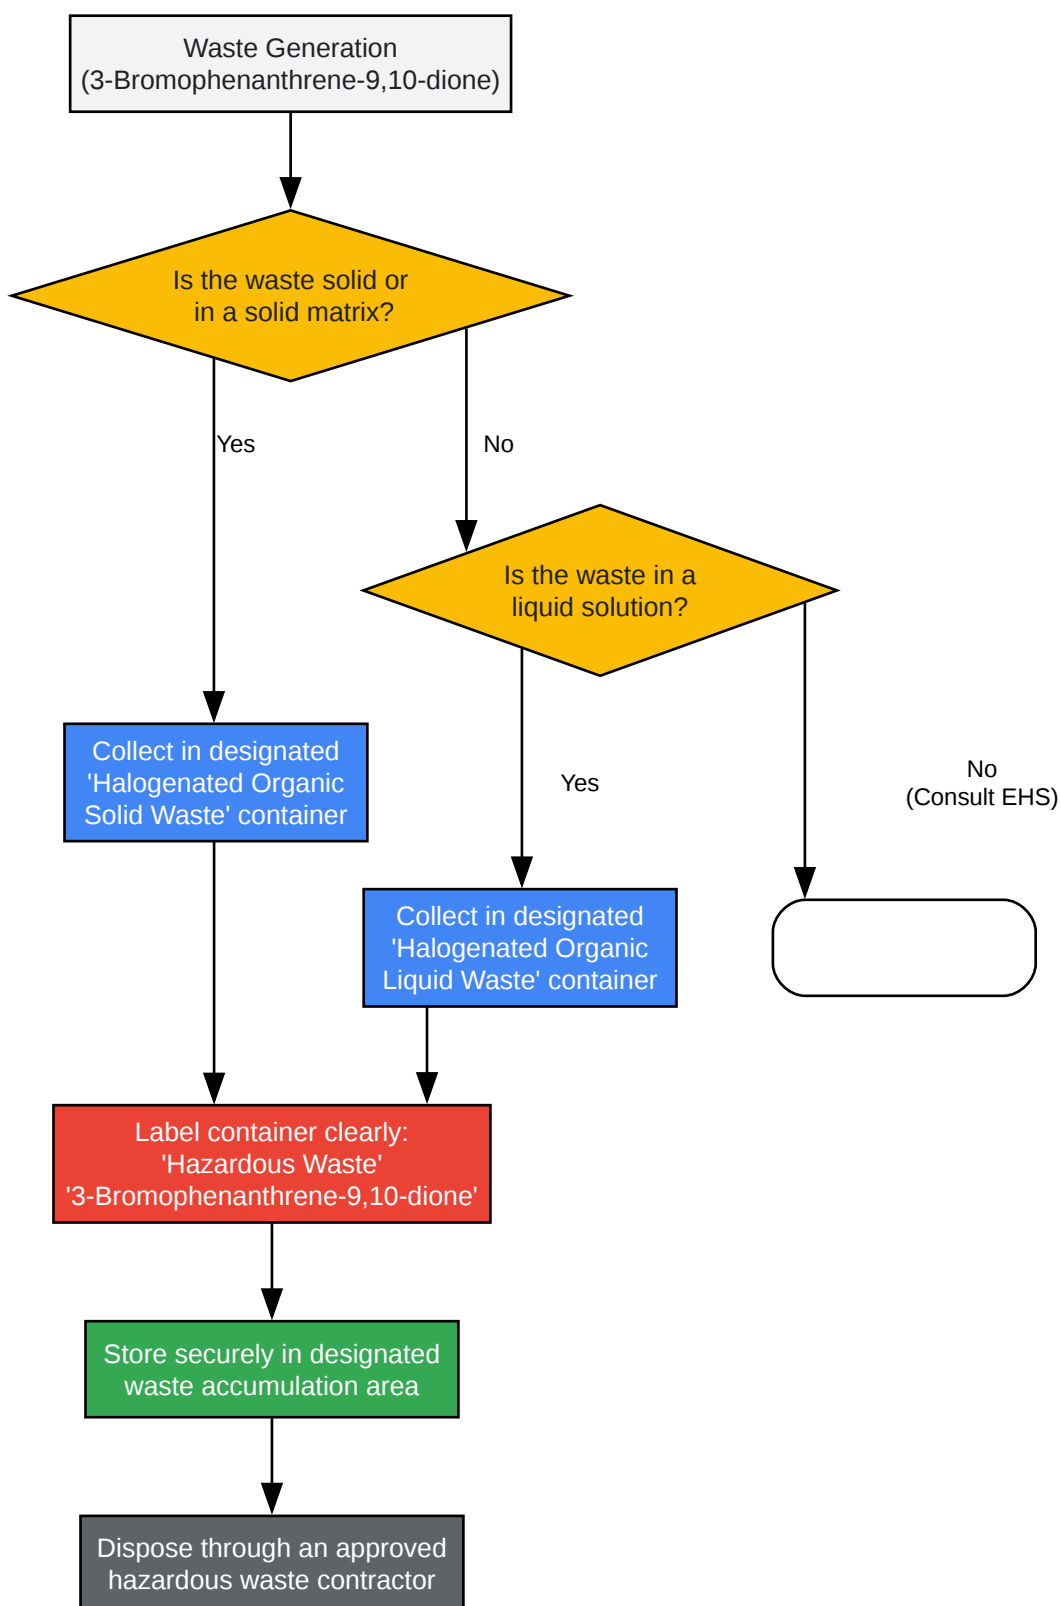 Waste Generation
(3-Bromophenanthrene-9,10-dione)
Is the waste solid or
in a solid matrix?
Yes
No
Is the waste in a
liquid solution?
Collect in designated
'Halogenated Organic
Solid Waste' container
Yes
No
(Consult EHS)
Collect in designated
'Halogenated Organic
Liquid Waste' container
Label container clearly:
'Hazardous Waste'
'3-Bromophenanthrene-9,10-dione'
Store securely in designated
waste accumulation area
Dispose through an approved
hazardous waste contractor